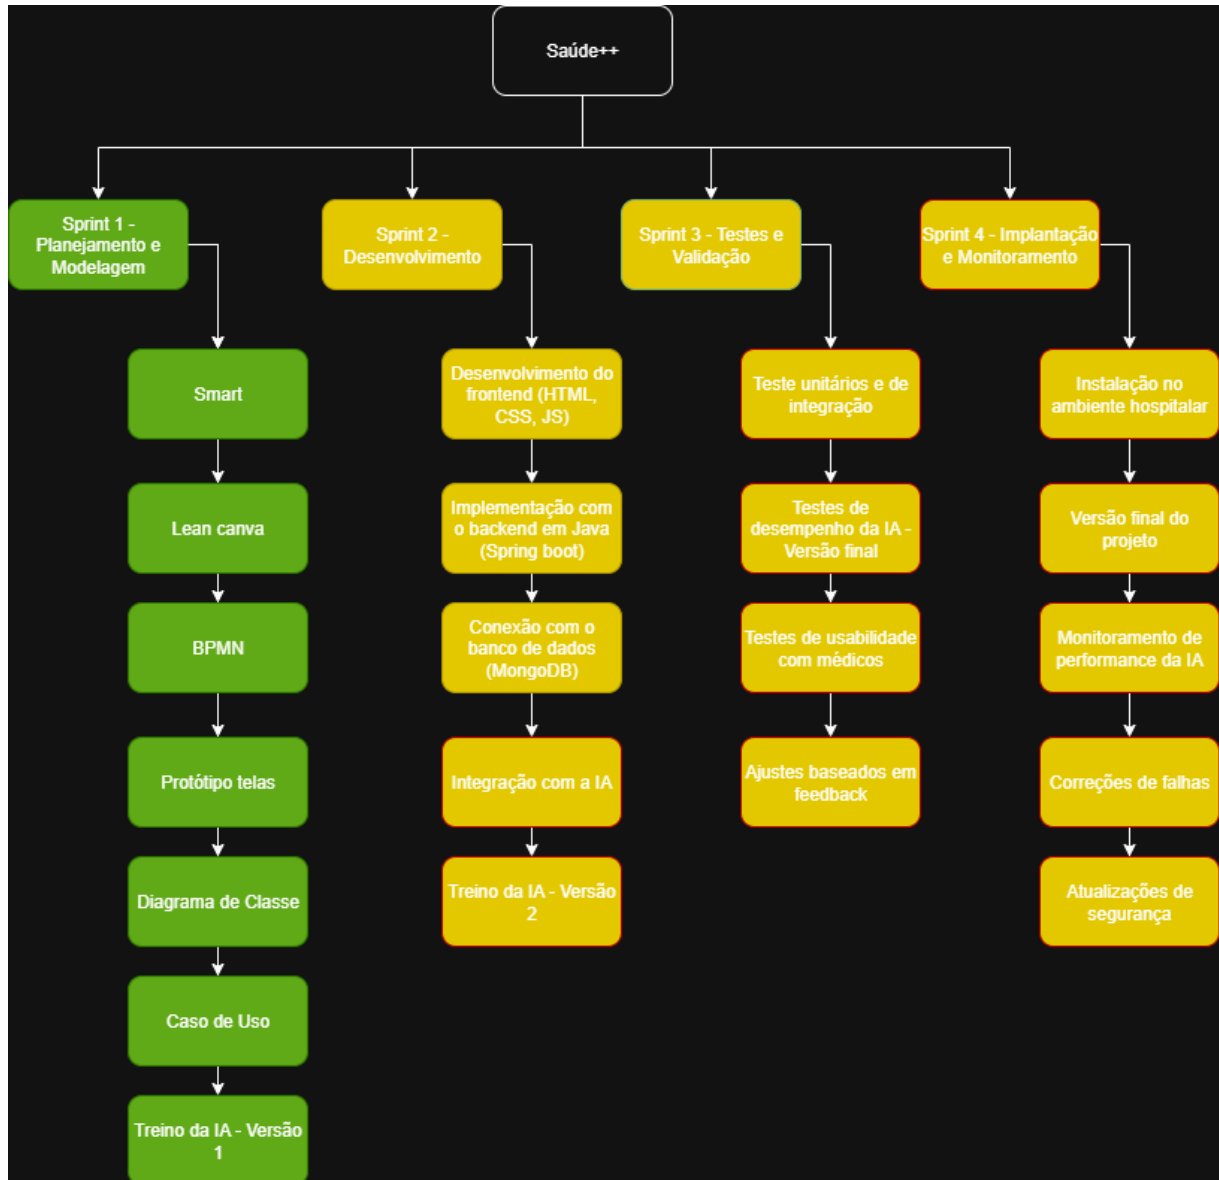 Saúde++
Sprint 1 -
Planejamento e
Modelagem
Sprint 2 -
Desenvolvimento
Sprint 3 - Testes e
Validação
Sprint 4 - Implantação
e Monitoramento
Smart
Lean canva
BPMN
Protótipo telas
Diagrama de Classe
Caso de Uso
Treino da IA - Versão
1
Desenvolvimento do
frontend (HTML,
CSS, JS)
Implementação com
o backend em Java
(Spring boot)
Conexão com o
banco de dados
(MongoDB)
Integração com a IA
Treino da IA - Versão
2
Teste unitários e de
integração
Testes de
desempenho da IA -
Versão final
Testes de usabilidade
com médicos
Ajustes baseados em
feedback
Instalação no
ambiente hospitalar
Versão final do
projeto
Monitoramento de
performance da IA
Correções de falhas
Atualizações de
segurança